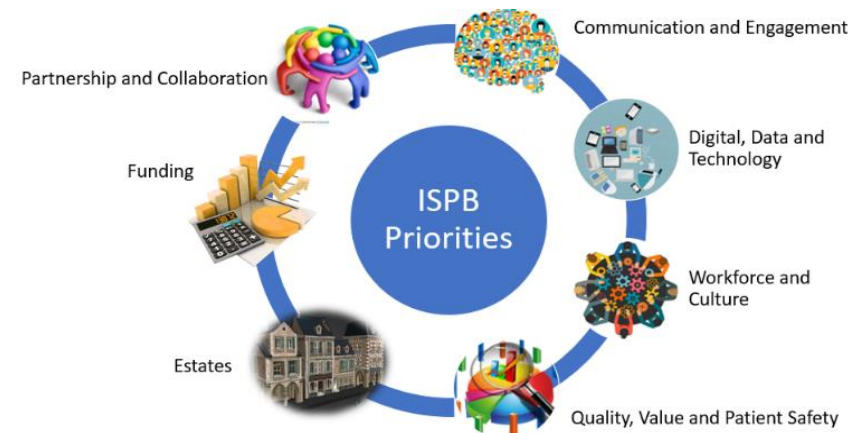 Communication and Engagement
Partnership and Collaboration
Digital, Data and
Technology
Funding
ISPB
Priorities
Workforce and
Culture
Estates
Quality, Value and Patient Safety